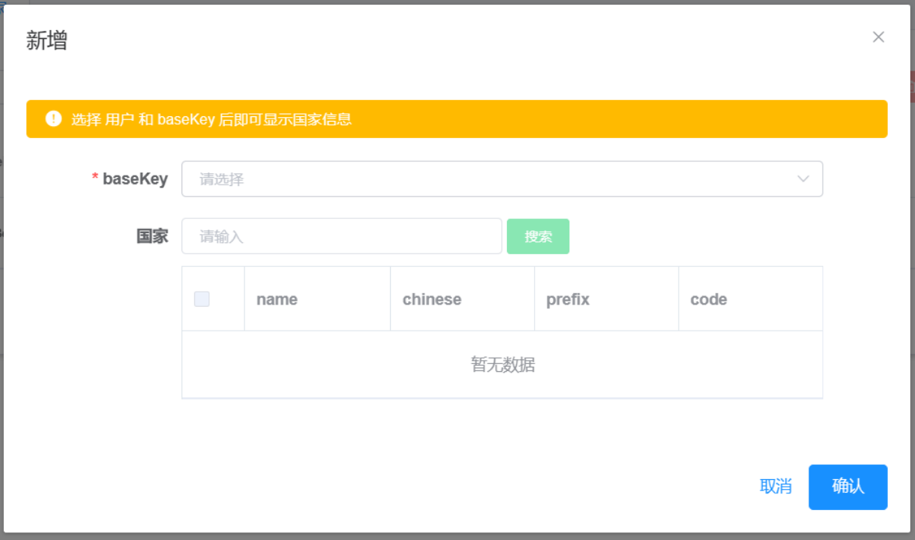 新增
选择 用户 和 baseKey 后即可显示国家信息
* baseKey 请选择
国家 请输入 搜索
name chinese prefix code
暂无数据
取消 确认